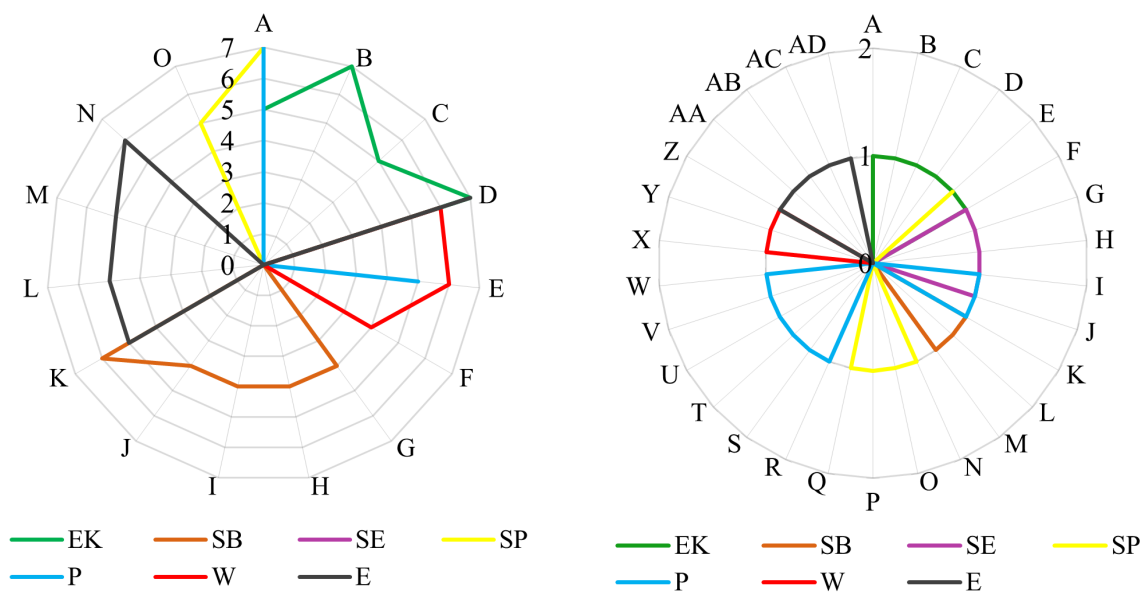 A
B
C
D
E
F
G
H
I
J
K
L
M
N
O
7
6
5
4
3
2
1
0
EK SB SE SP
P W E
A
B
C
D
E
F
G
H
I
J
K
L
M
N
O
P
Q
R
S
T
U
V
W
X
Y
Z
AA
AB
AC
AD
2
1
0
EK SB SE SP
P W E